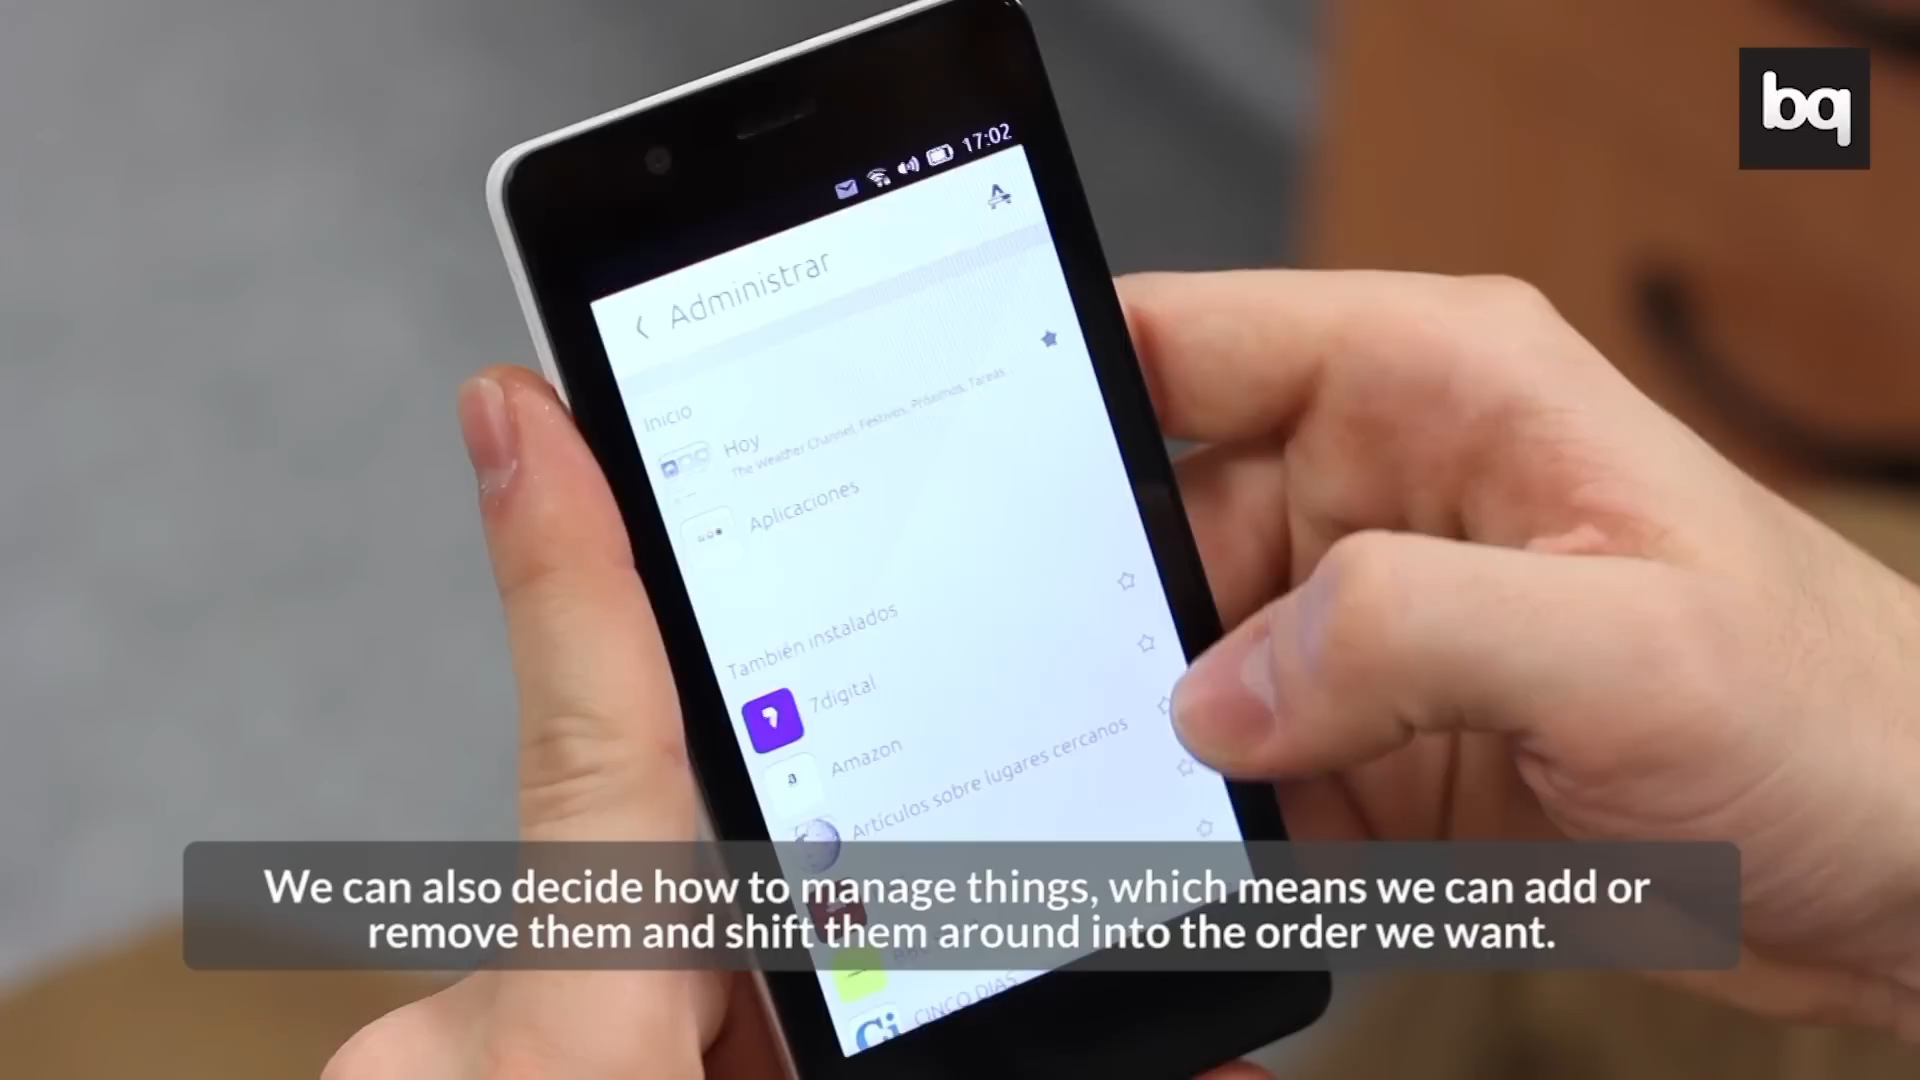 bq
17:02
Administrar
Inicio
Hoy
The Weather Channel, Festivos, Próximos, Tareas
Aplicaciones
También instalados
7digital
Amazon
a
Artículos sobre lugares cercanos
CINCO DIAS
Ci
We can also decide how to manage things, which means we can add or
remove them and shift them around into the order we want.